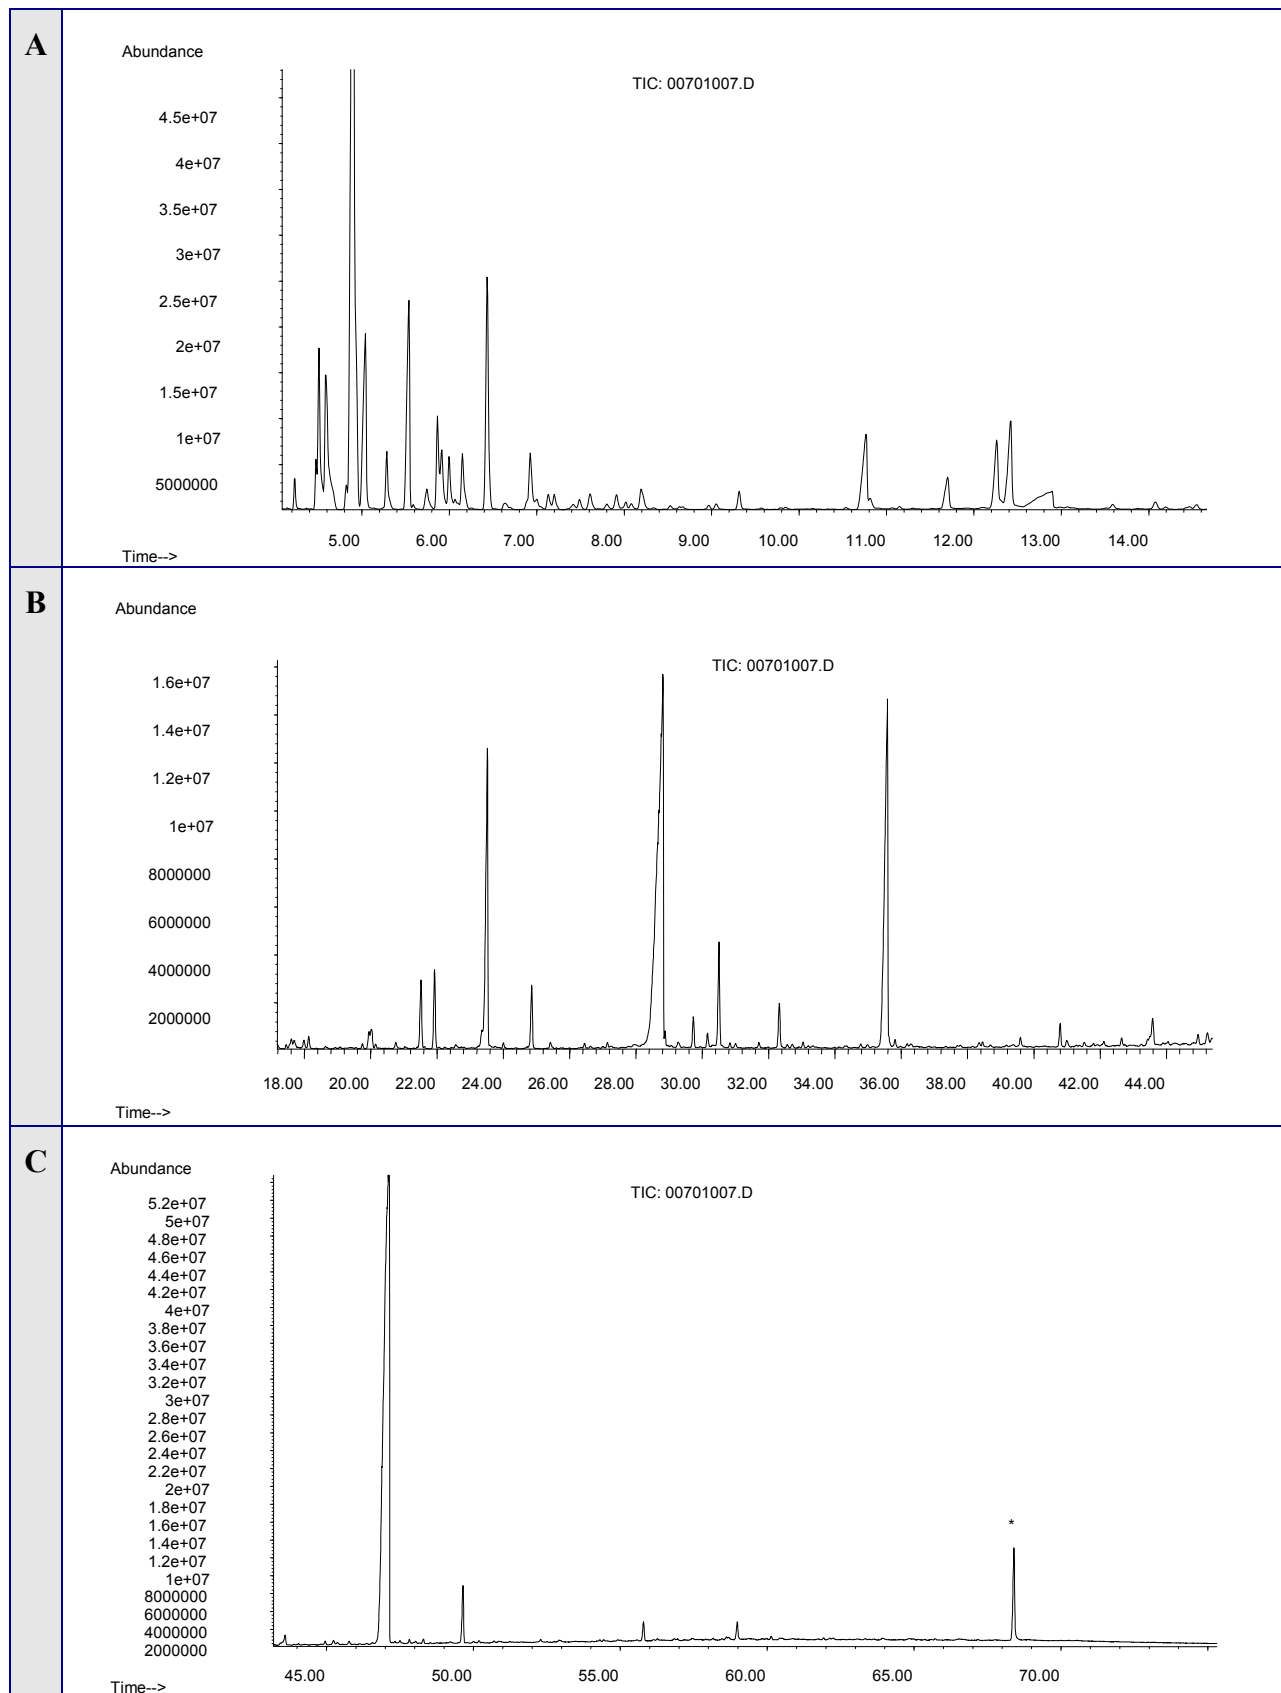 A
Abundance
TIC: 00701007.D
4.5e+07
4e+07
3.5e+07
3e+07
2.5e+07
2e+07
1.5e+07
1e+07
5000000
5.00 6.00 7.00 8.00 9.00 10.00 11.00 12.00 13.00 14.00
Time-->
B
Abundance
TIC: 00701007.D
1.6e+07
1.4e+07
1.2e+07
1e+07
8000000
6000000
4000000
2000000
18.00 20.00 22.00 24.00 26.00 28.00 30.00 32.00 34.00 36.00 38.00 40.00 42.00 44.00
Time-->
C
Abundance
TIC: 00701007.D
5.2e+07
5e+07
4.8e+07
4.6e+07
4.4e+07
4.2e+07
4e+07
3.8e+07
3.6e+07
3.4e+07
3.2e+07
3e+07
2.8e+07
2.6e+07
2.4e+07
2.2e+07
2e+07
1.8e+07
1.6e+07
*
1.4e+07
1.2e+07
1e+07
8000000
6000000
4000000
2000000
45.00 50.00 55.00 60.00 65.00 70.00
Time-->